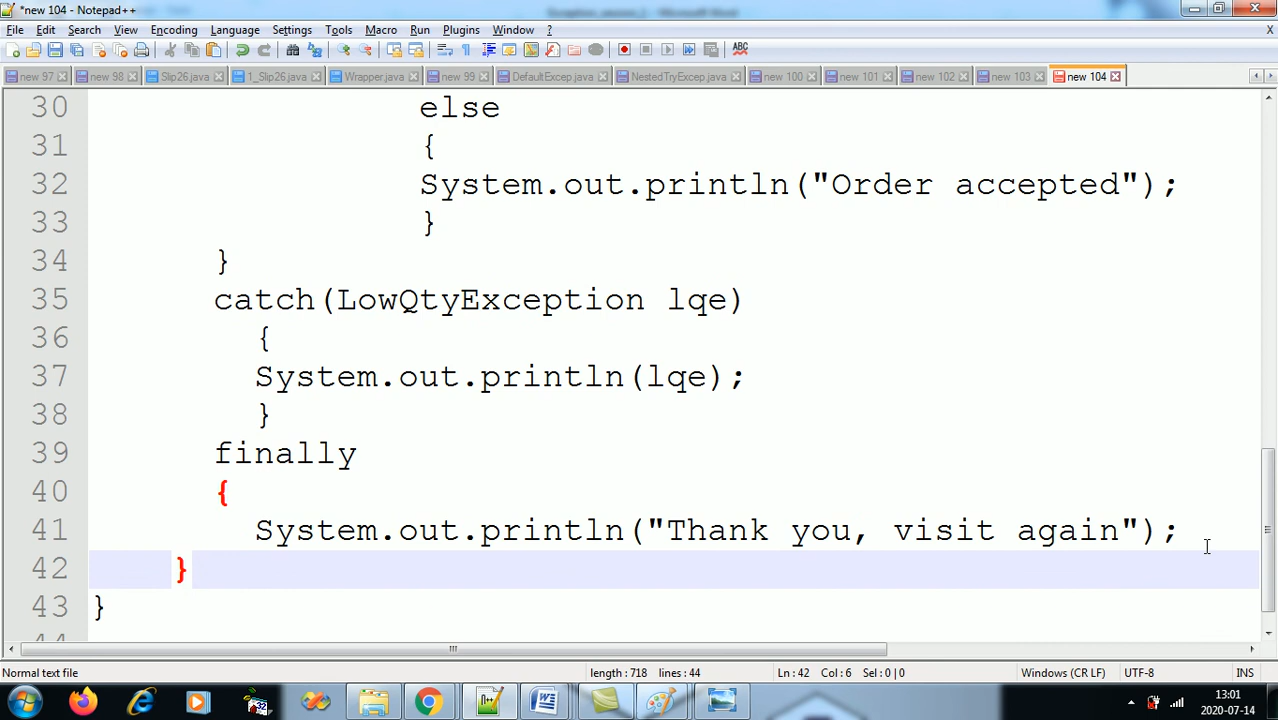 *new 104 - Notepad++
File Edit Search View Encoding Language Settings Tools Macro Run Plugins Window ? X
new 97 new 98 Slip26.java 1_Slip26.java Wrapper.java new 99 DefaultExcep.java NestedTryExcep.java new 100 new 101 new 102 new 103 new 104
30 else
31 {
32 System.out.println("Order accepted");
33 }
34 }
35 catch(LowQtyException lqe)
36 {
37 System.out.println(lqe);
38 }
39 finally
40 {
41 System.out.println("Thank you, visit again");
42 }
43 }
Normal text file length : 718 lines : 44 Ln : 42 Col : 6 Sel : 0 | 0 Windows (CR LF) UTF-8 INS
13:01
2020-07-14